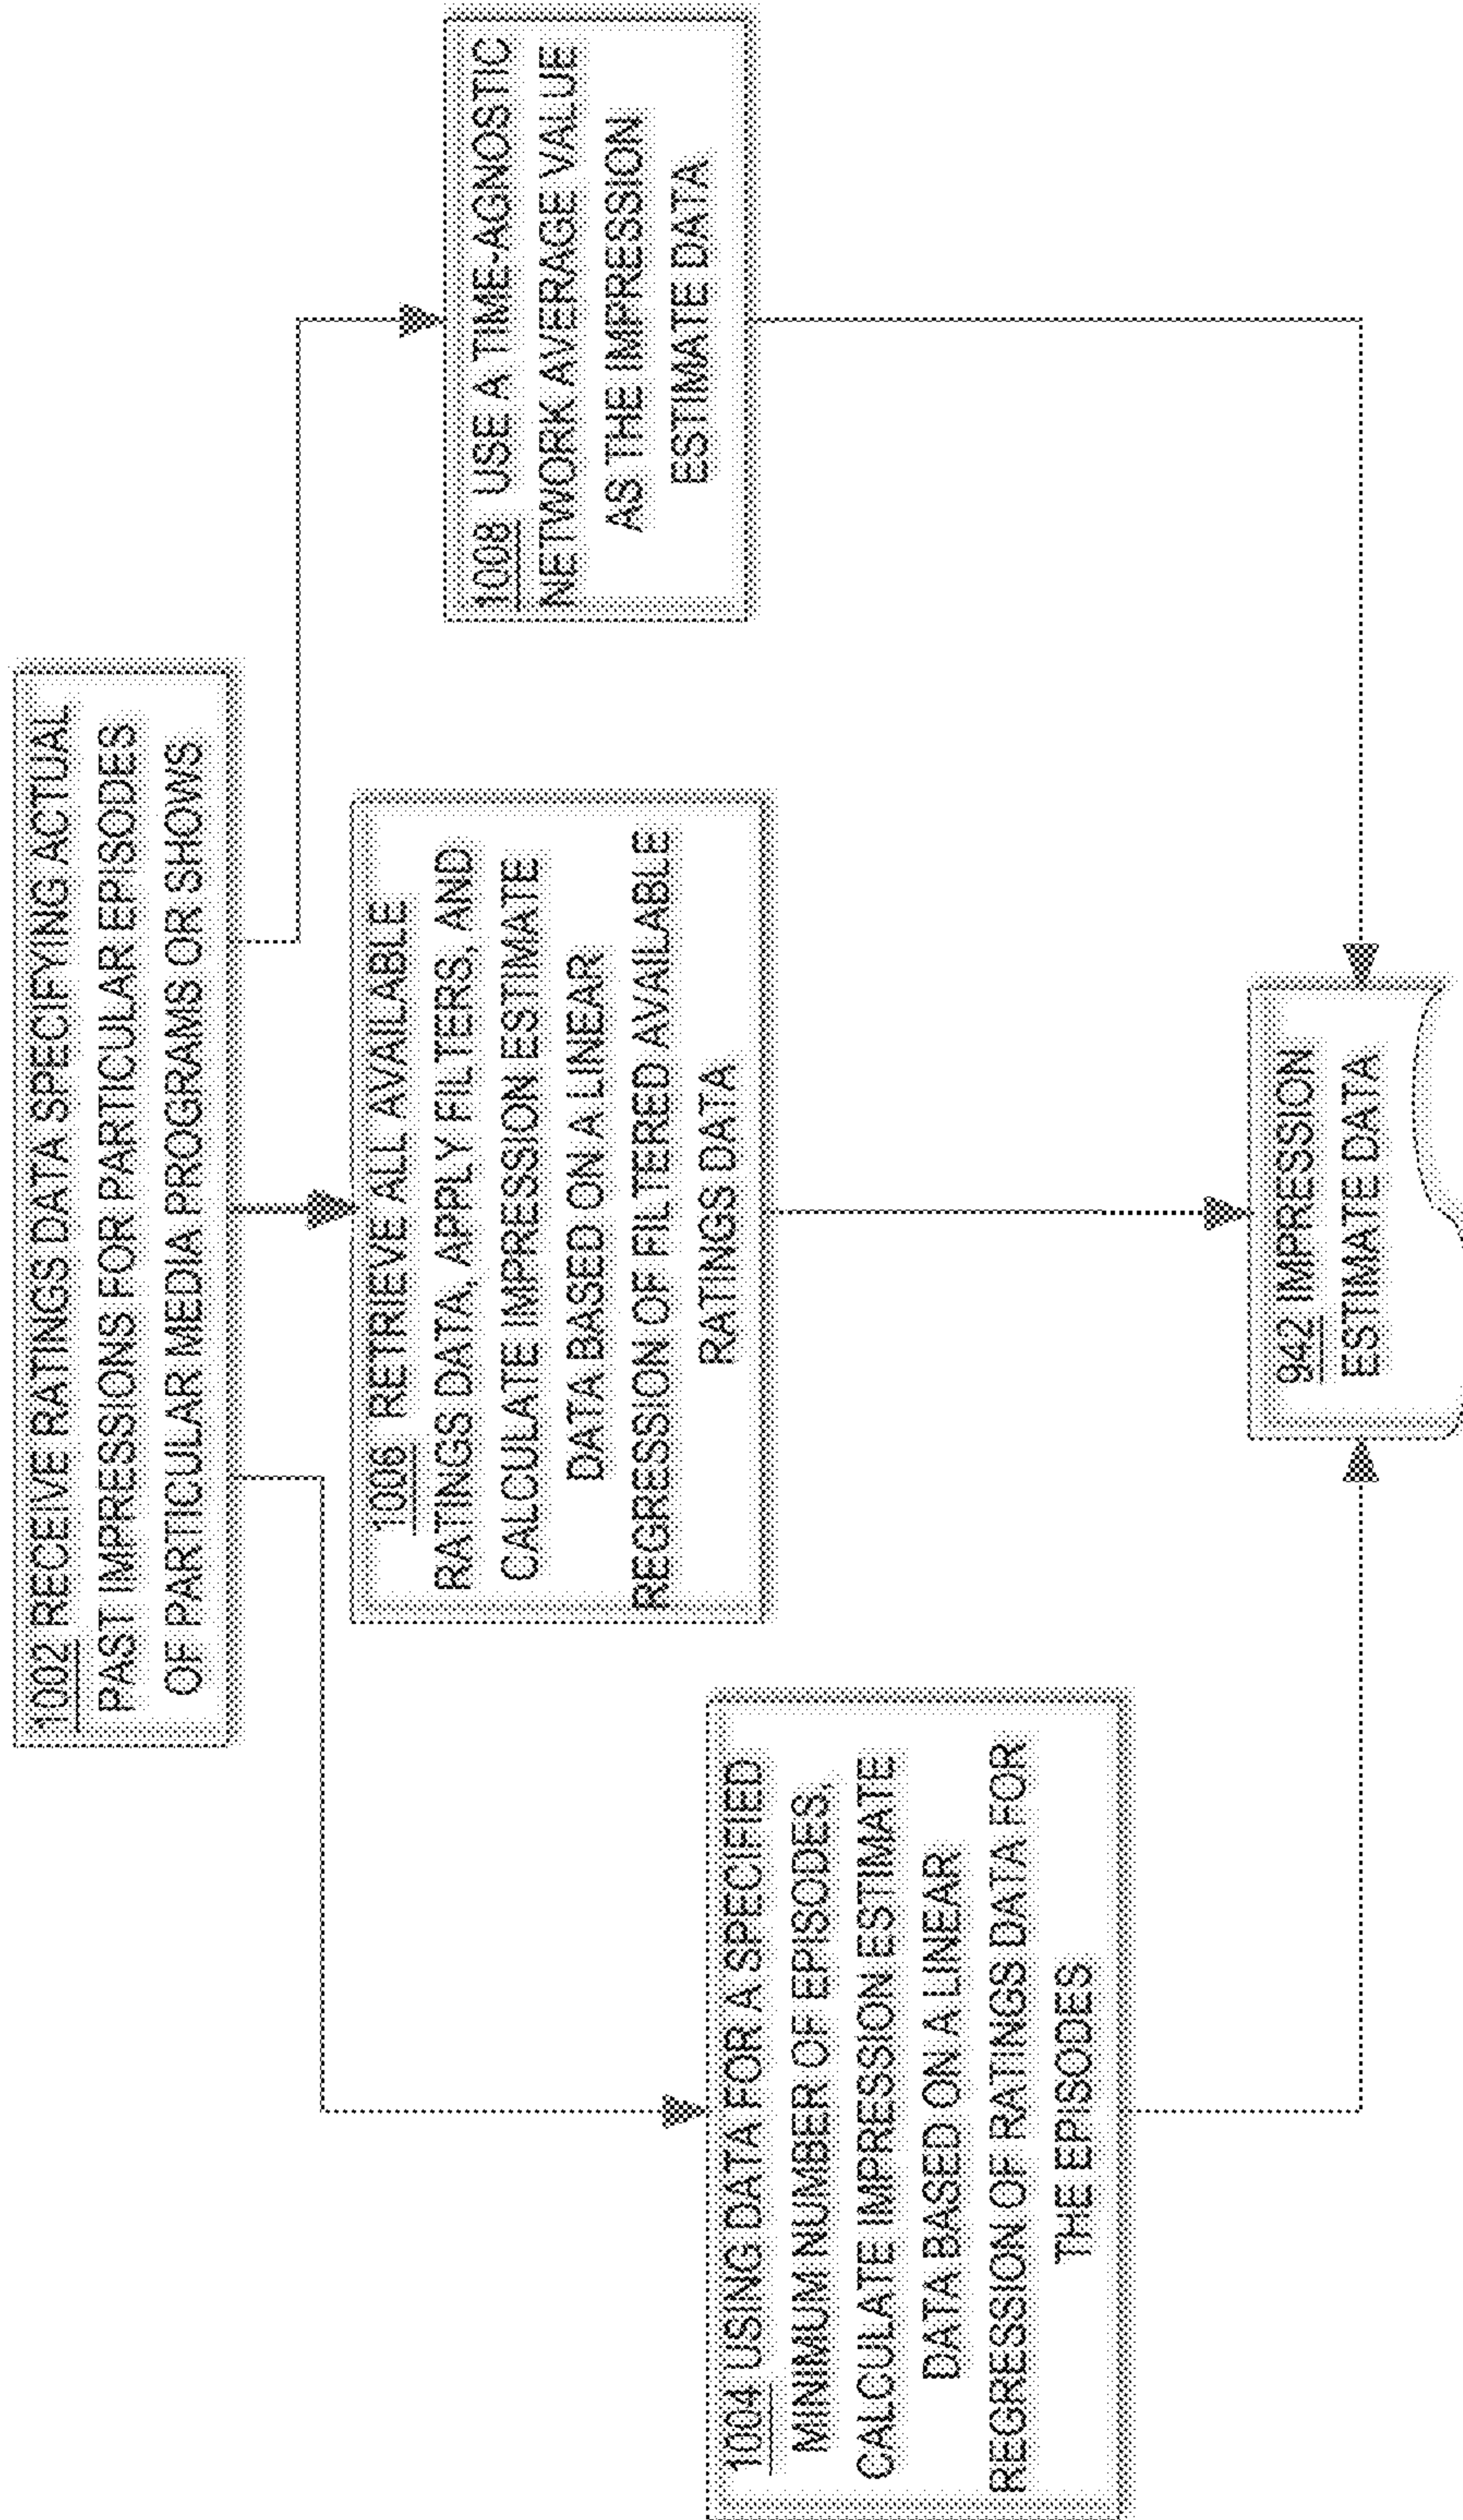 1002 RECEIVE RATINGS DATA SPECIFYING ACTUAL
PAST IMPRESSIONS FOR PARTICULAR EPISODES
OF PARTICULAR MEDIA PROGRAMS OR SHOWS
1004 USING DATA FOR A SPECIFIED
MINIMUM NUMBER OF EPISODES,
CALCULATE IMPRESSION ESTIMATE
DATA BASED ON A LINEAR
REGRESSION OF RATINGS DATA FOR
THE EPISODES
1006 RETRIEVE ALL AVAILABLE
RATINGS DATA, APPLY FILTERS, AND
CALCULATE IMPRESSION ESTIMATE
DATA BASED ON A LINEAR
REGRESSION OF FILTERED AVAILABLE
RATINGS DATA
1008 USE A TIME-AGNOSTIC
NETWORK AVERAGE VALUE
AS THE IMPRESSION
ESTIMATE DATA
942 IMPRESSION
ESTIMATE DATA